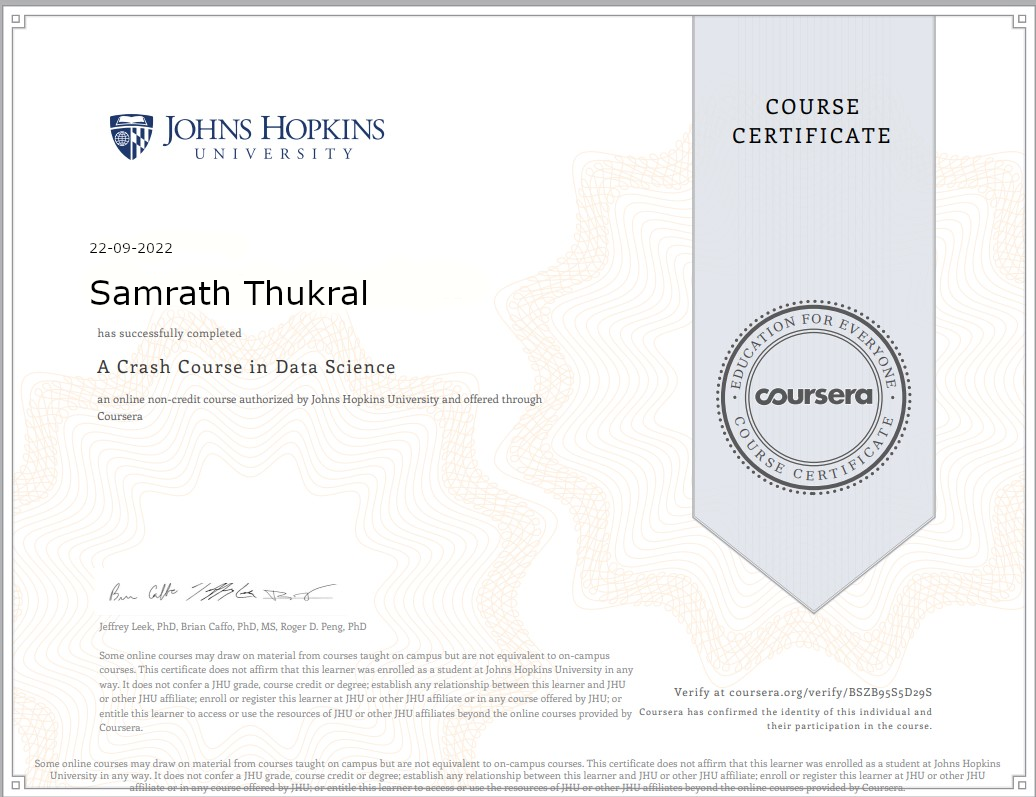 JOHNS HOPKINS
UNIVERSITY
COURSE
CERTIFICATE
22-09-2022
Samrath Thukral
has successfully completed
A Crash Course in Data Science
an online non-credit course authorized by Johns Hopkins University and offered through
Coursera
EDUCATION FOR EVERYONE
coursera
COURSE CERTIFICATE
Jeffrey Leek, PhD, Brian Caffo, PhD, MS, Roger D. Peng, PhD
Some online courses may draw on material from courses taught on campus but are not equivalent to on-campus
courses. This certificate does not affirm that this learner was enrolled as a student at Johns Hopkins University in any
way. It does not confer a JHU grade, course credit or degree; establish any relationship between this learner and JHU
or other JHU affiliate; enroll or register this learner at JHU or other JHU affiliate or in any course offered by JHU; or
entitle this learner to access or use the resources of JHU or other JHU affiliates beyond the online courses provided by
Coursera.
Verify at coursera.org/verify/BSZB95S5D29S
Coursera has confirmed the identity of this individual and
their participation in the course.
Some online courses may draw on material from courses taught on campus but are not equivalent to on-campus courses. This certificate does not affirm that this learner was enrolled as a student at Johns Hopkins
University in any way. It does not confer a JHU grade, course credit or degree; establish any relationship between this learner and JHU or other JHU affiliate; enroll or register this learner at JHU or other JHU
affiliate or in any course offered by JHU; or entitle this learner to access or use the resources of JHU or other JHU affiliates beyond the online courses provided by Coursera.